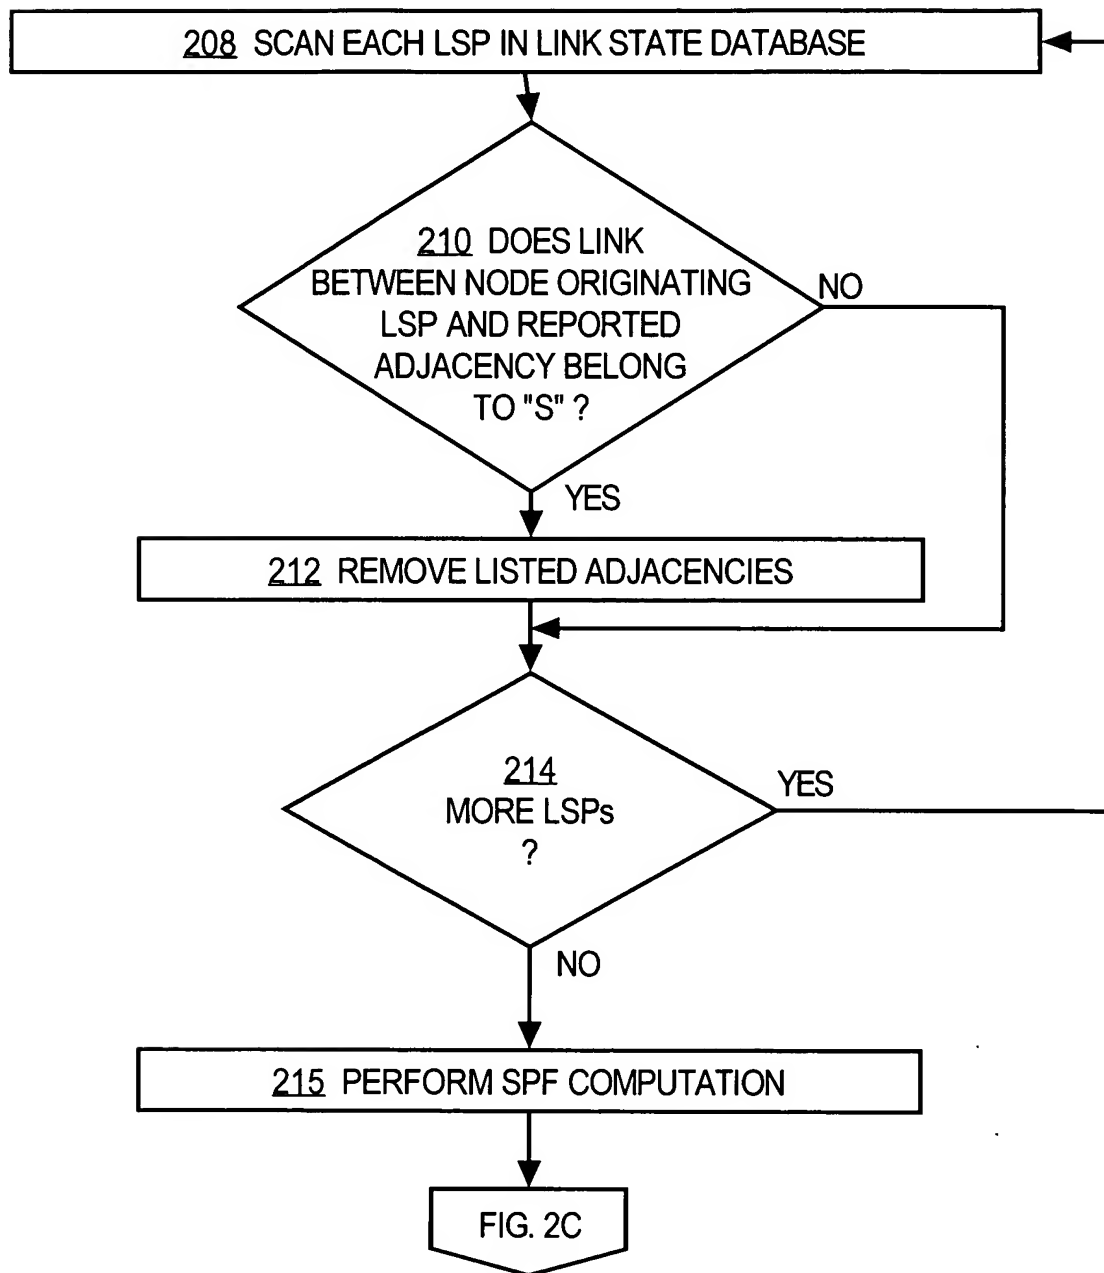 208 SCAN EACH LSP IN LINK STATE DATABASE
210 DOES LINK
BETWEEN NODE ORIGINATING
LSP AND REPORTED
ADJACENCY BELONG
TO "S" ?
NO
YES
212 REMOVE LISTED ADJACENCIES
214
MORE LSPs
?
YES
NO
215 PERFORM SPF COMPUTATION
FIG. 2C